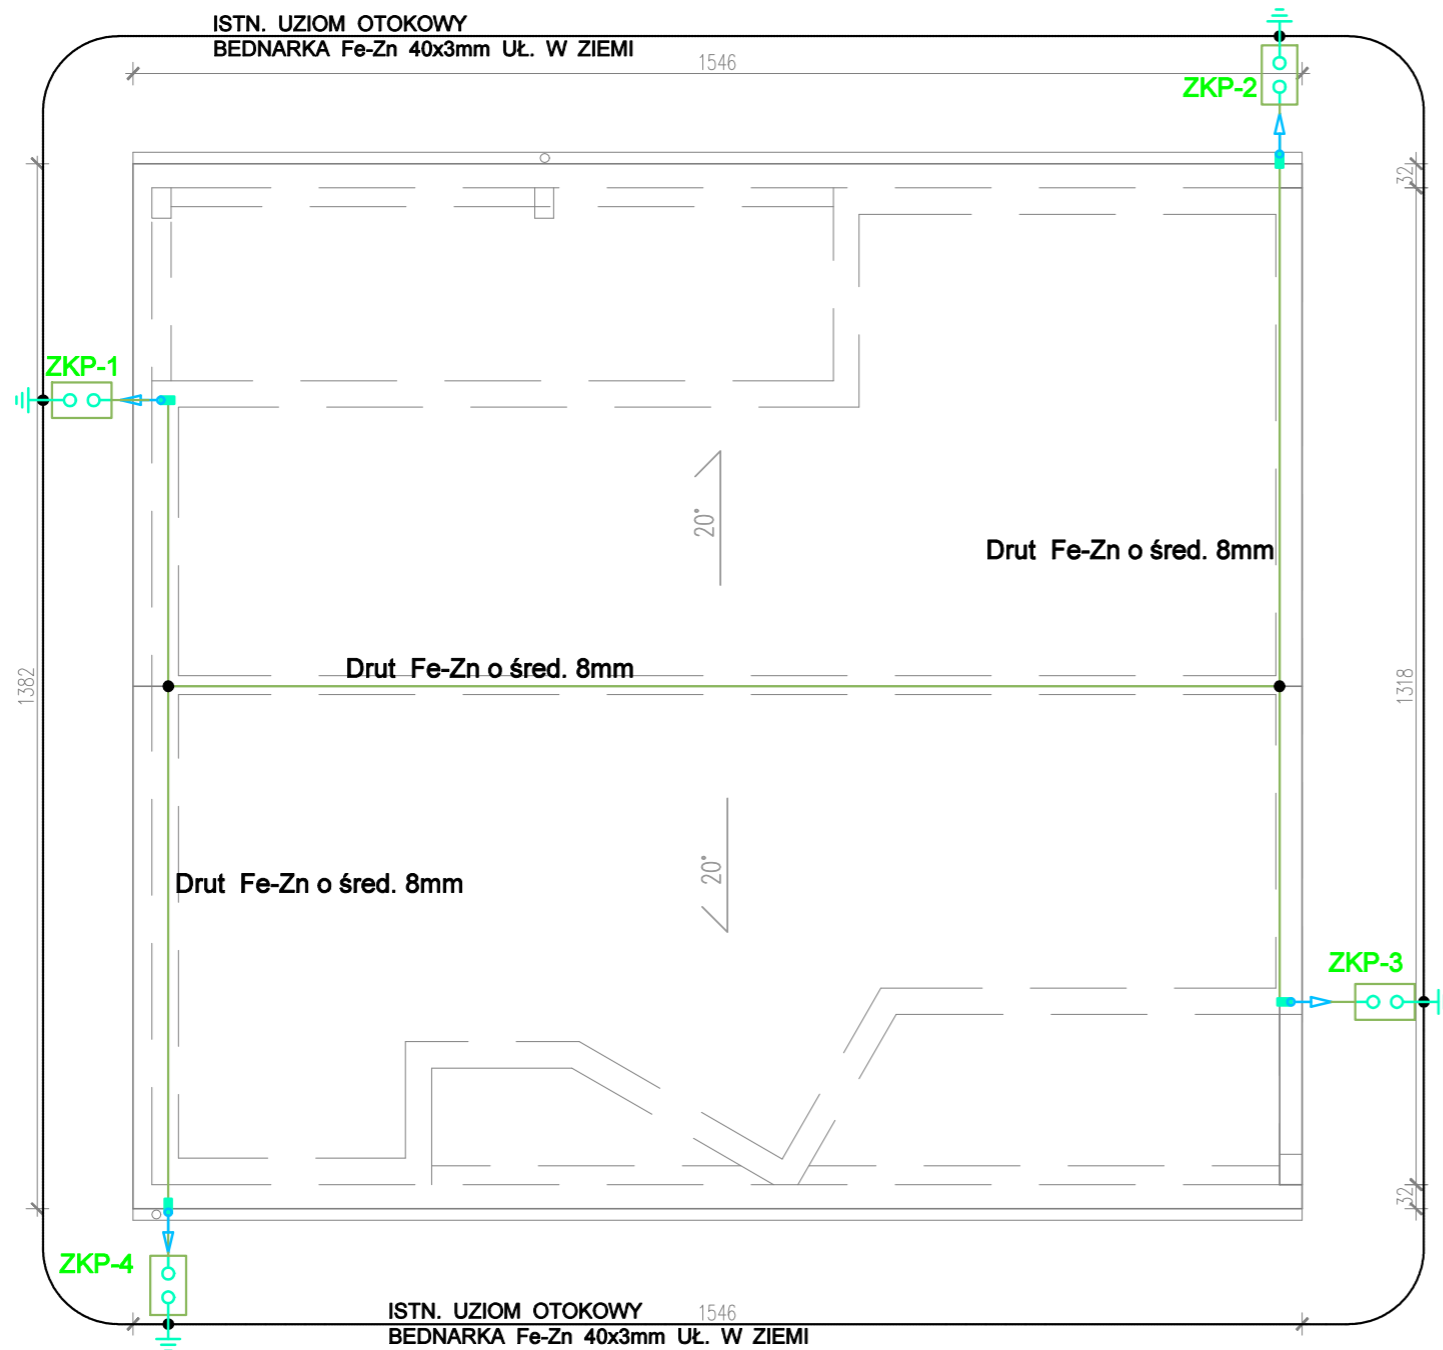 ISTN. UZIOM OTOKOWY
BEDNARKA Fe-Zn 40x3mm UŁ. W ZIEMI
1546
ZKP-2
32
ZKP-1
20°
Drut Fe-Zn o śred. 8mm
Drut Fe-Zn o śred. 8mm
1382
1318
20°
Drut Fe-Zn o śred. 8mm
ZKP-3
32
ZKP-4
ISTN. UZIOM OTOKOWY
1546
BEDNARKA Fe-Zn 40x3mm UŁ. W ZIEMI